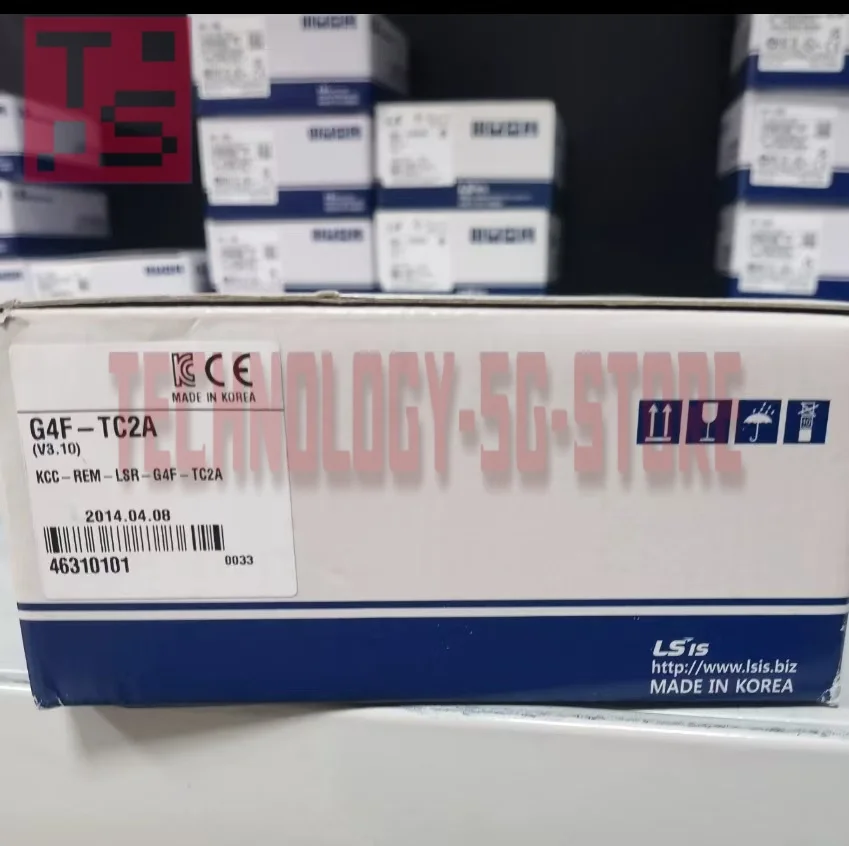 TS
TECHNOLOGY-5G-STORE
CE
MADE IN KOREA
G4F-TC2A
(V3.10)
KCC-REM-LSR-G4F-TC2A
2014.04.08
46310101
0033
LSis
http://www.lsis.biz
MADE IN KOREA